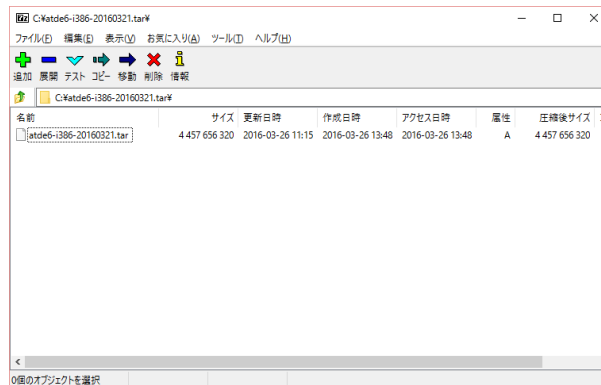 7z C:¥atde6-i386-20160321.tar¥
ファイル(F) 編集(E) 表示(V) お気に入り(A) ツール(T) ヘルプ(H)
追加 展開 テスト コピー 移動 削除 情報
C:¥atde6-i386-20160321.tar¥
名前 サイズ 更新日時 作成日時 アクセス日時 属性 圧縮後サイズ
atde6-i386-20160321.tar 4 457 656 320 2016-03-26 11:15 2016-03-26 13:48 2016-03-26 13:48 A 4 457 656 320
0個のオブジェクトを選択